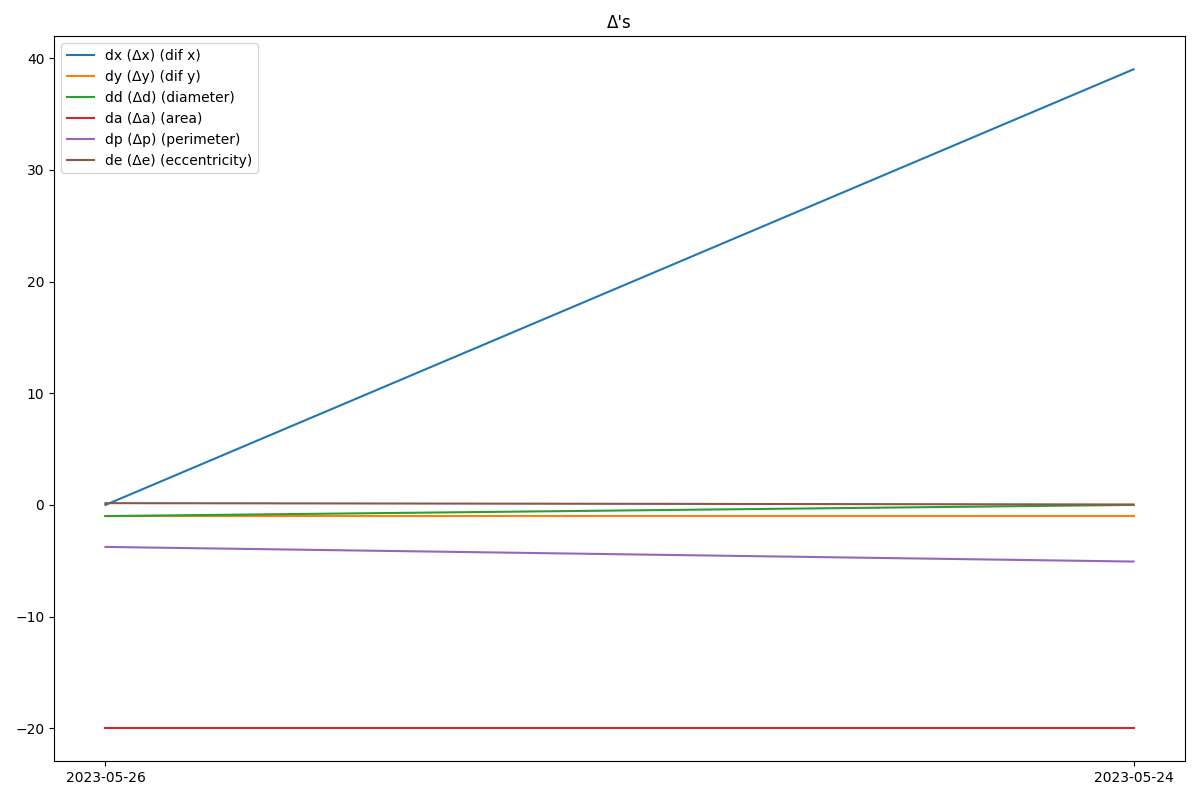 Δ's
dx (Δx) (dif x)
dy (Δy) (dif y)
dd (Δd) (diameter)
da (Δa) (area)
dp (Δp) (perimeter)
de (Δe) (eccentricity)
40
30
20
10
0
−10
−20
2023-05-26
2023-05-24